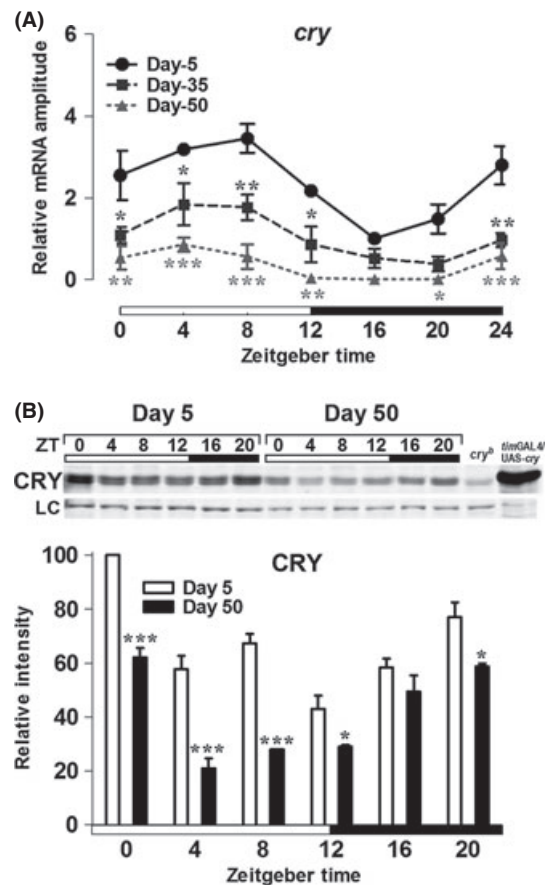 (A)
cry
Relative mRNA amplitude
6
4
2
0
Day-5
Day-35
Day-50
* * ** * **
** *** *** ** * ***
0 4 8 12 16 20 24
Zeitgeber time
(B)
Day 5 Day 50
ZT 0 4 8 12 16 20 0 4 8 12 16 20 cryᵇ timGAL4/
UAS-cry
CRY
LC
CRY
Relative intensity
100
80
60
40
20
0
Day 5
Day 50
*** *** *** * *
0 4 8 12 16 20
Zeitgeber time